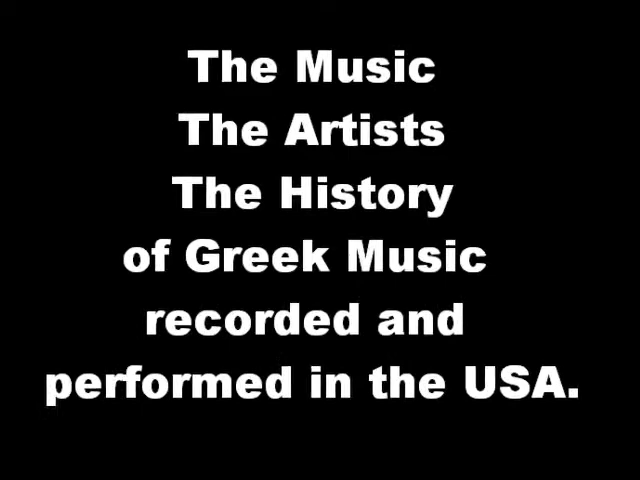 The Music
The Artists
The History
of Greek Music
recorded and
performed in the USA.